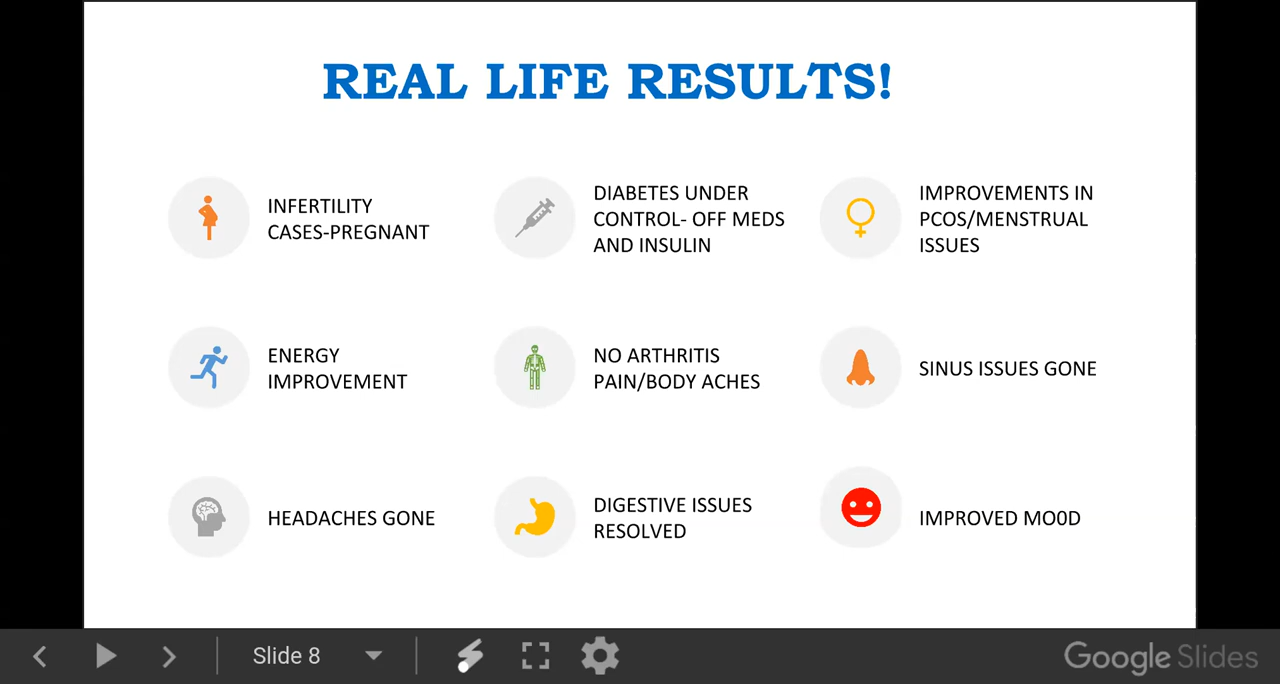 REAL LIFE RESULTS!
INFERTILITY
CASES-PREGNANT
DIABETES UNDER
CONTROL- OFF MEDS
AND INSULIN
IMPROVEMENTS IN
PCOS/MENSTRUAL
ISSUES
ENERGY
IMPROVEMENT
NO ARTHRITIS
PAIN/BODY ACHES
SINUS ISSUES GONE
HEADACHES GONE
DIGESTIVE ISSUES
RESOLVED
IMPROVED MO0D
Slide 8
Google Slides